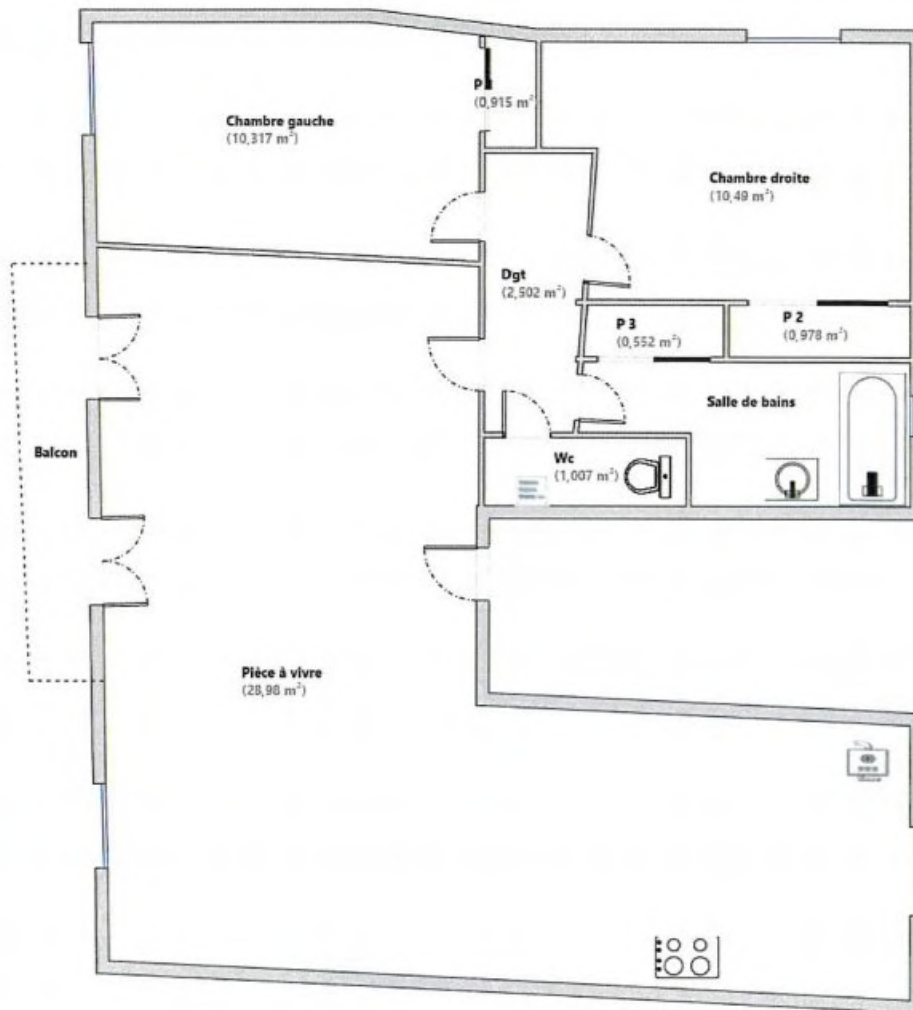 P
(0,915 m²
Chambre gauche
(10,317 m²)
Chambre droite
(10,49 m²)
Dgt
(2,502 m²)
P 3
(0,552 m²)
P 2
(0,978 m²)
Salle de bains
Balcon
Wc
(1,007 m²)
Pièce à vivre
(28,98 m²)